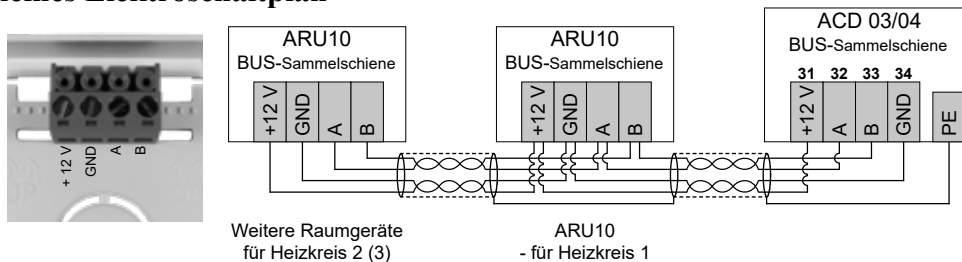 Elektroschaltplan
ARU10
BUS-Sammelschiene
+12 V
GND
A
B
ARU10
BUS-Sammelschiene
+12 V
GND
A
B
ACD 03/04
BUS-Sammelschiene
31 32 33 34
+12 V
A
B
GND
PE
+ 12 V
GND
A
B
Weitere Raumgeräte
für Heizkreis 2 (3)
ARU10
- für Heizkreis 1